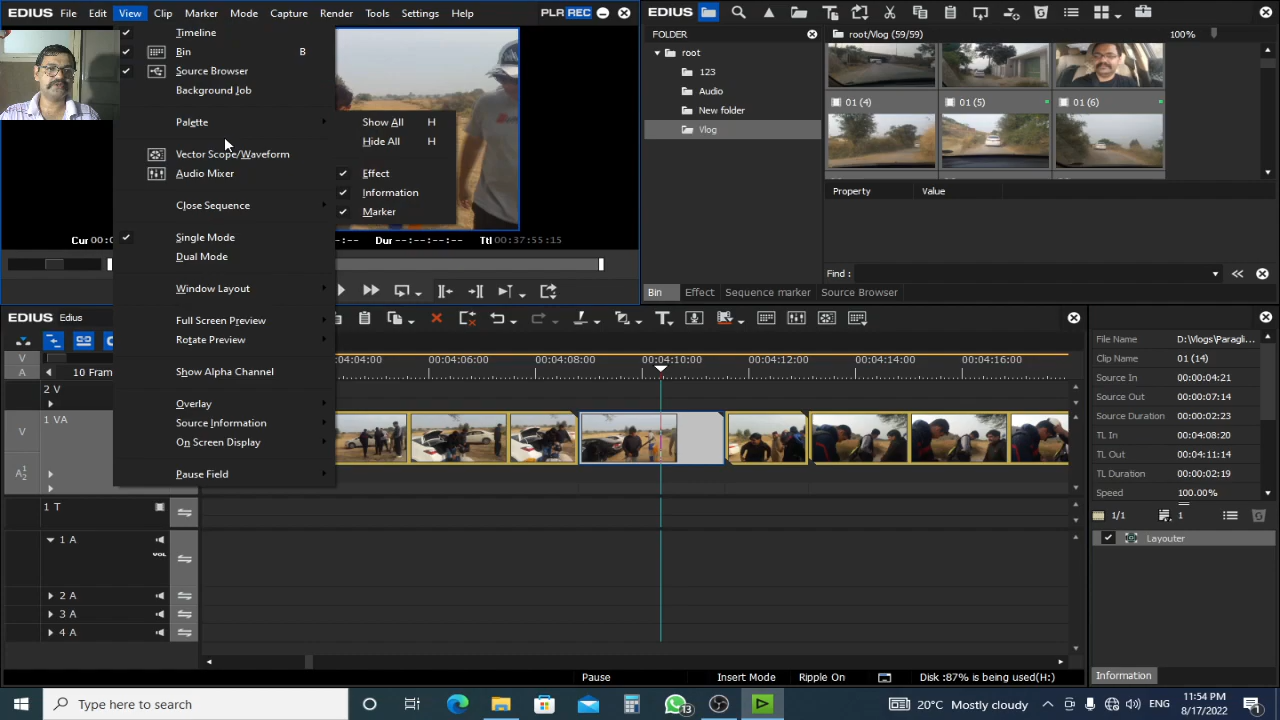 EDIUS File Edit View Clip Marker Mode Capture Render Tools Settings Help PLR REC
Timeline
Bin B
Source Browser
Background Job
Palette
Vector Scope/Waveform
Audio Mixer
Close Sequence
Single Mode
Dual Mode
Window Layout
Full Screen Preview
Rotate Preview
Show Alpha Channel
Overlay
Source Information
On Screen Display
Pause Field
Show All H
Hide All H
Effect
Information
Marker
Cur 00:0
--:-- Dur --:--:--:-- Ttl 00:37:55:15
EDIUS
FOLDER
root
123
Audio
New folder
Vlog
root/Vlog (59/59) 100%
01 (4) 01 (5) 01 (6)
Property Value
Find :
Bin Effect Sequence marker Source Browser
EDIUS Edius
V
A
10 Fram
:04:04:00 00:04:06:00 00:04:08:00 00:04:10:00 00:04:12:00 00:04:14:00 00:04:16:00
2 V
1 VA
V
A 1 2
1 T
1 A
VOL
2 A
3 A
4 A
Pause Insert Mode Ripple On Disk :87% is being used(H:)
EDIUS
File Name D:\Vlogs\Paragli...
Clip Name 01 (14)
Source In 00:00:04:21
Source Out 00:00:07:14
Source Duration 00:00:02:23
TL In 00:04:08:20
TL Out 00:04:11:14
TL Duration 00:00:02:19
Speed 100.00%
1/1 1
Layouter
Information
Type here to search
13
20°C Mostly cloudy
ENG
11:54 PM
8/17/2022
1